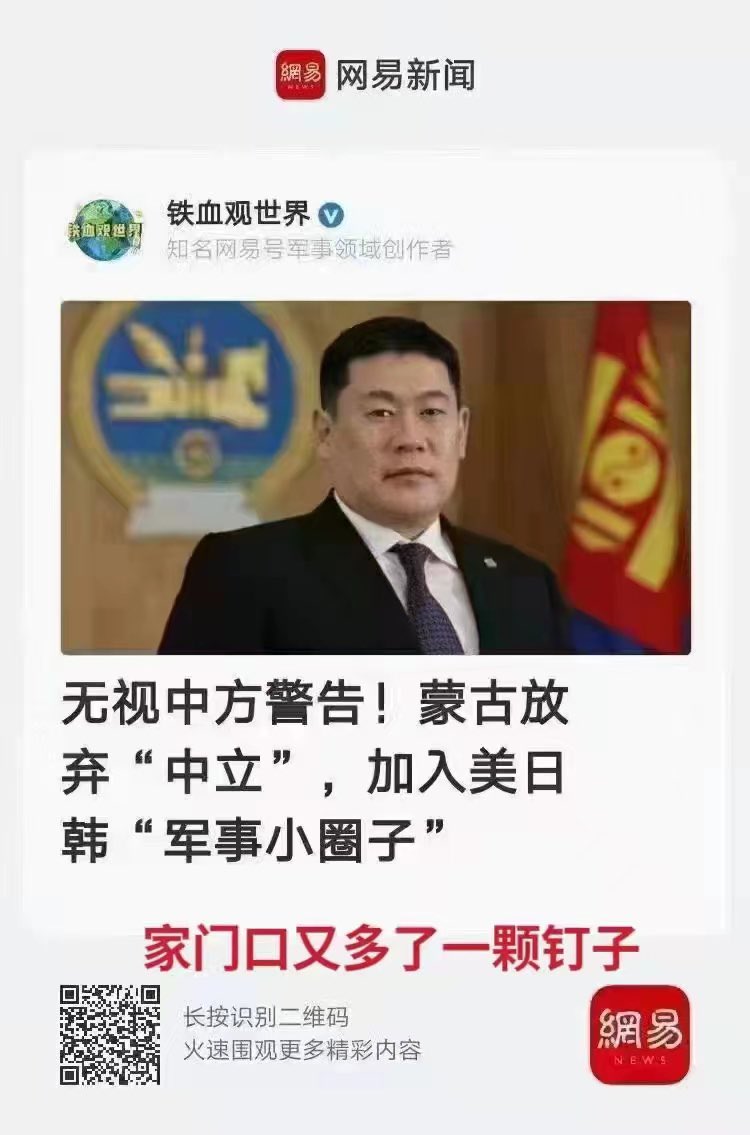 網易
NEWS
网易新闻
铁血观世界
铁血观世界
知名网易号军事领域创作者
无视中方警告！蒙古放
弃“中立”，加入美日
韩“军事小圈子”
家门口又多了一颗钉子
长按识别二维码
火速围观更多精彩内容
網易
NEWS